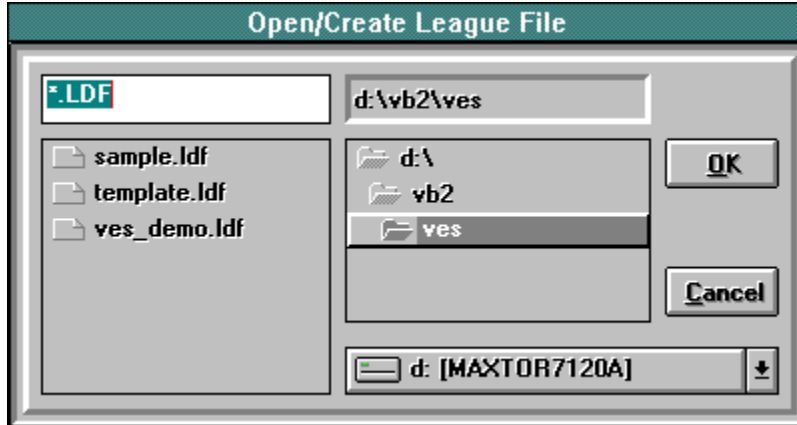 Open/Create League File
*.LDF
d:\vb2\ves
sample.ldf
template.ldf
ves_demo.ldf
d:\
vb2
ves
OK
Cancel
d: [MAXTOR7120A]